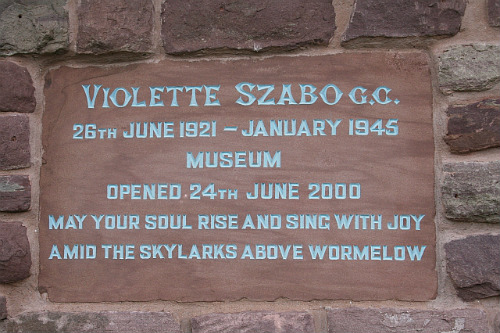 VIOLETTE SZABO G.C.
26TH JUNE 1921 – JANUARY 1945
MUSEUM
OPENED 24TH JUNE 2000
MAY YOUR SOUL RISE AND SING WITH JOY
AMID THE SKYLARKS ABOVE WORMELOW